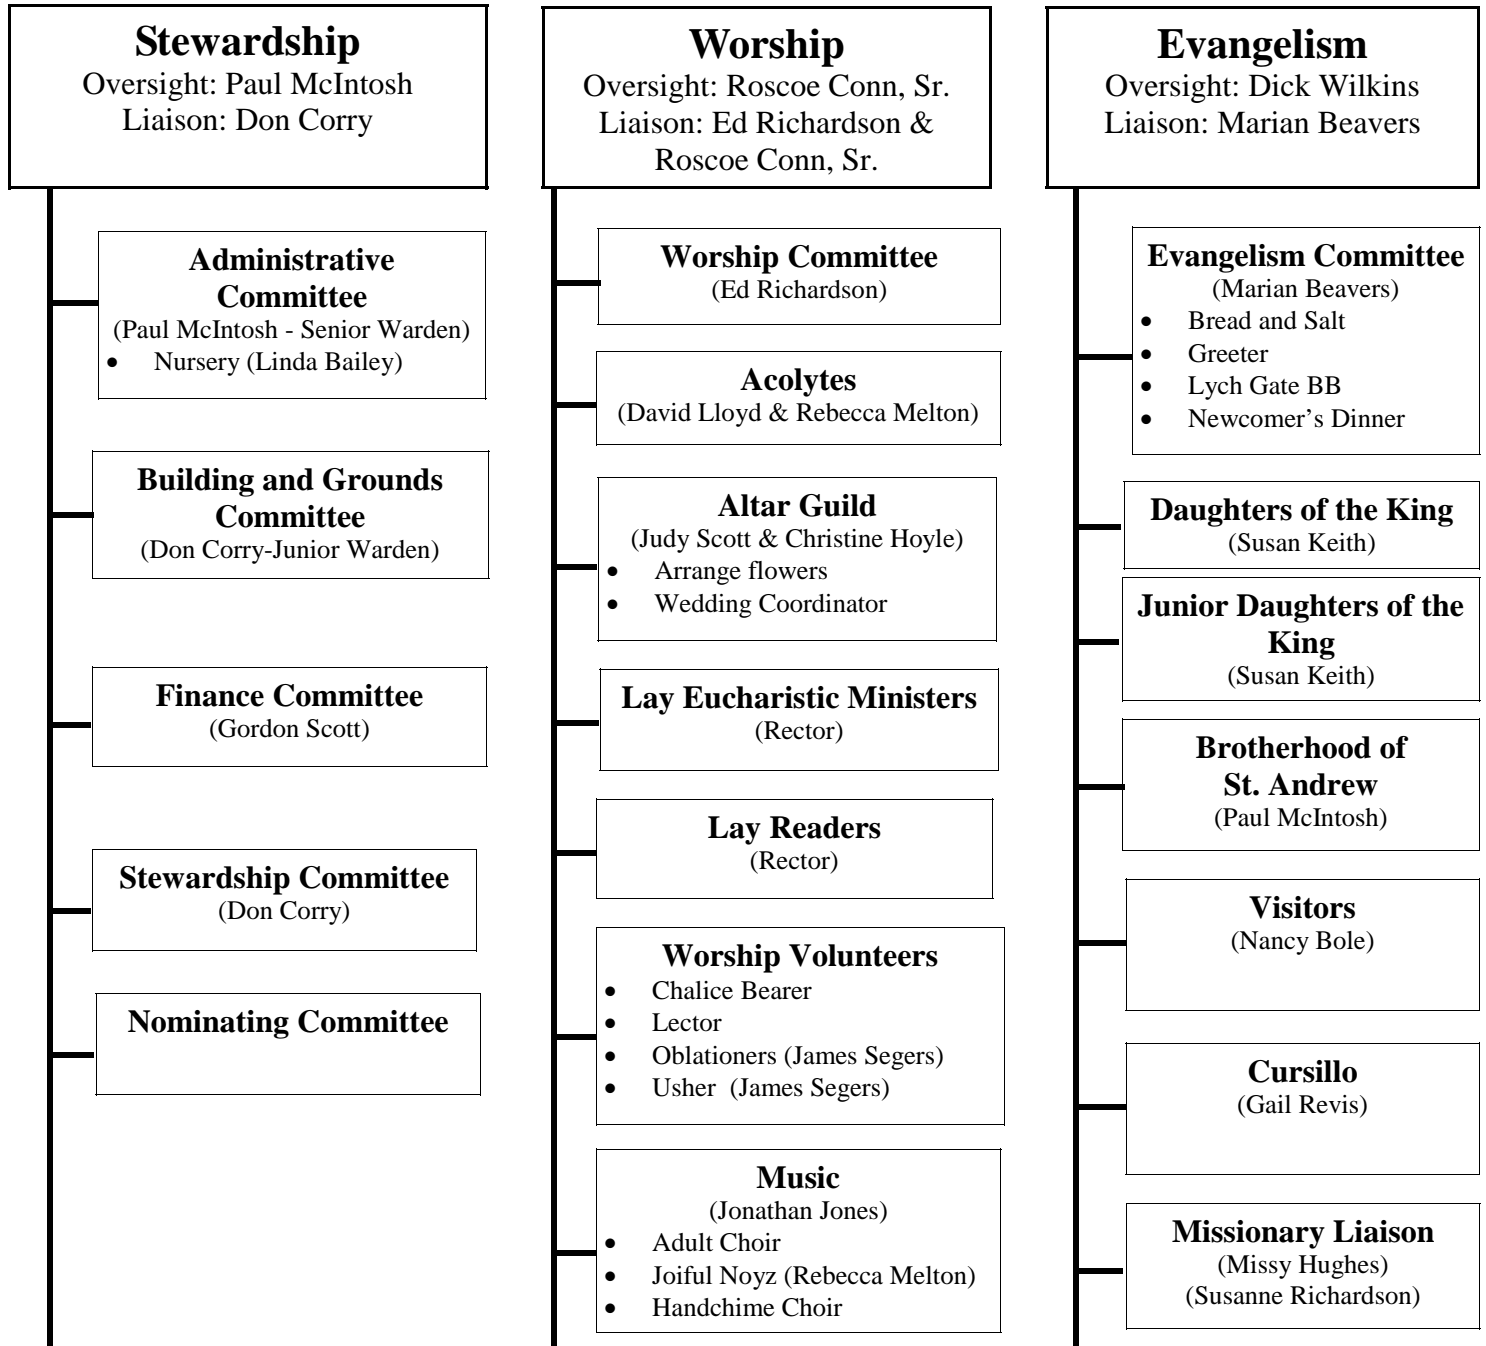 Stewardship
Oversight: Paul McIntosh
Liaison: Don Corry
Administrative
Committee
(Paul McIntosh - Senior Warden)
• Nursery (Linda Bailey)
Building and Grounds
Committee
(Don Corry-Junior Warden)
Finance Committee
(Gordon Scott)
Stewardship Committee
(Don Corry)
Nominating Committee
Worship
Oversight: Roscoe Conn, Sr.
Liaison: Ed Richardson &
Roscoe Conn, Sr.
Worship Committee
(Ed Richardson)
Acolytes
(David Lloyd & Rebecca Melton)
Altar Guild
(Judy Scott & Christine Hoyle)
• Arrange flowers
• Wedding Coordinator
Lay Eucharistic Ministers
(Rector)
Lay Readers
(Rector)
Worship Volunteers
• Chalice Bearer
• Lector
• Oblationers (James Segers)
• Usher  (James Segers)
Music
(Jonathan Jones)
• Adult Choir
• Joiful Noyz (Rebecca Melton)
• Handchime Choir
Evangelism
Oversight: Dick Wilkins
Liaison: Marian Beavers
Evangelism Committee
(Marian Beavers)
• Bread and Salt
• Greeter
• Lych Gate BB
• Newcomer’s Dinner
Daughters of the King
(Susan Keith)
Junior Daughters of the
King
(Susan Keith)
Brotherhood of
St. Andrew
(Paul McIntosh)
Visitors
(Nancy Bole)
Cursillo
(Gail Revis)
Missionary Liaison
(Missy Hughes)
(Susanne Richardson)